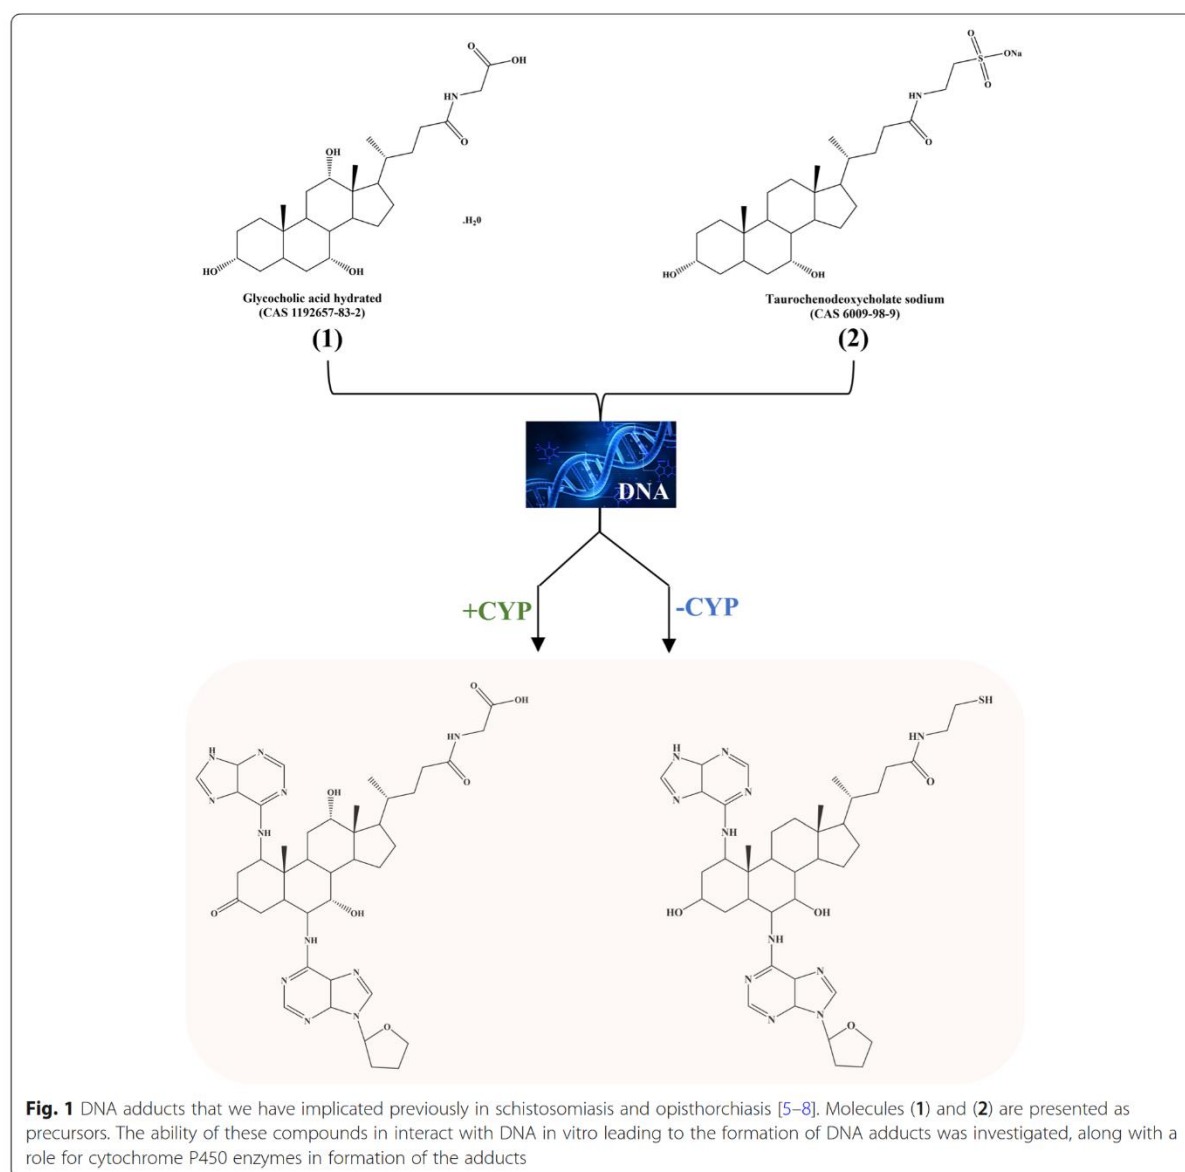 O
OH
HN
O
OH
HO
OH
.H₂0
Glycocholic acid hydrated
(CAS 1192657-83-2)
(1)
O
S
ONa
O
HN
O
HO
OH
Taurochenodeoxycholate sodium
(CAS 6009-98-9)
(2)
DNA
+CYP
-CYP
O
OH
HN
O
H
N
N
N
N
NH
OH
O
OH
NH
N
N
N
N
O
SH
HN
O
H
N
N
N
N
NH
HO
OH
NH
N
N
N
N
O
Fig. 1 DNA adducts that we have implicated previously in schistosomiasis and opisthorchiasis [5–8]. Molecules (1) and (2) are presented as
precursors. The ability of these compounds in interact with DNA in vitro leading to the formation of DNA adducts was investigated, along with a
role for cytochrome P450 enzymes in formation of the adducts